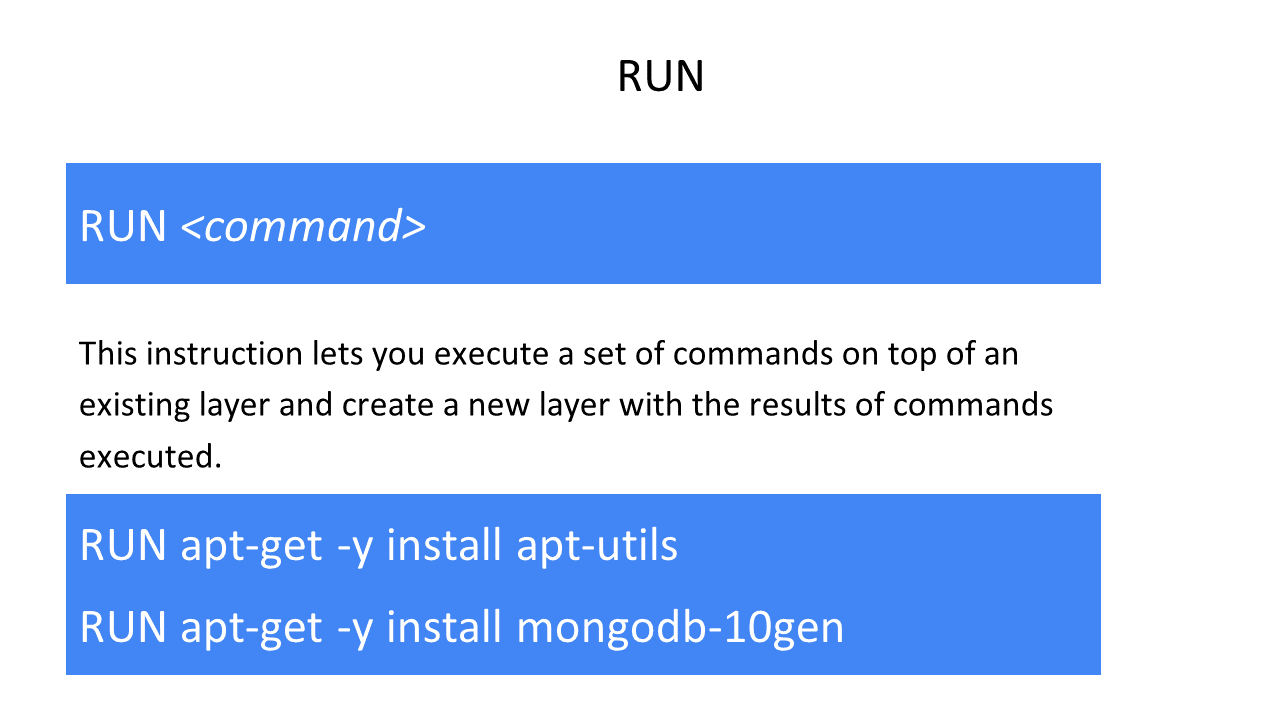 RUN
RUN <command>
This instruction lets you execute a set of commands on top of an
existing layer and create a new layer with the results of commands
executed.
RUN apt-get -y install apt-utils
RUN apt-get -y install mongodb-10gen